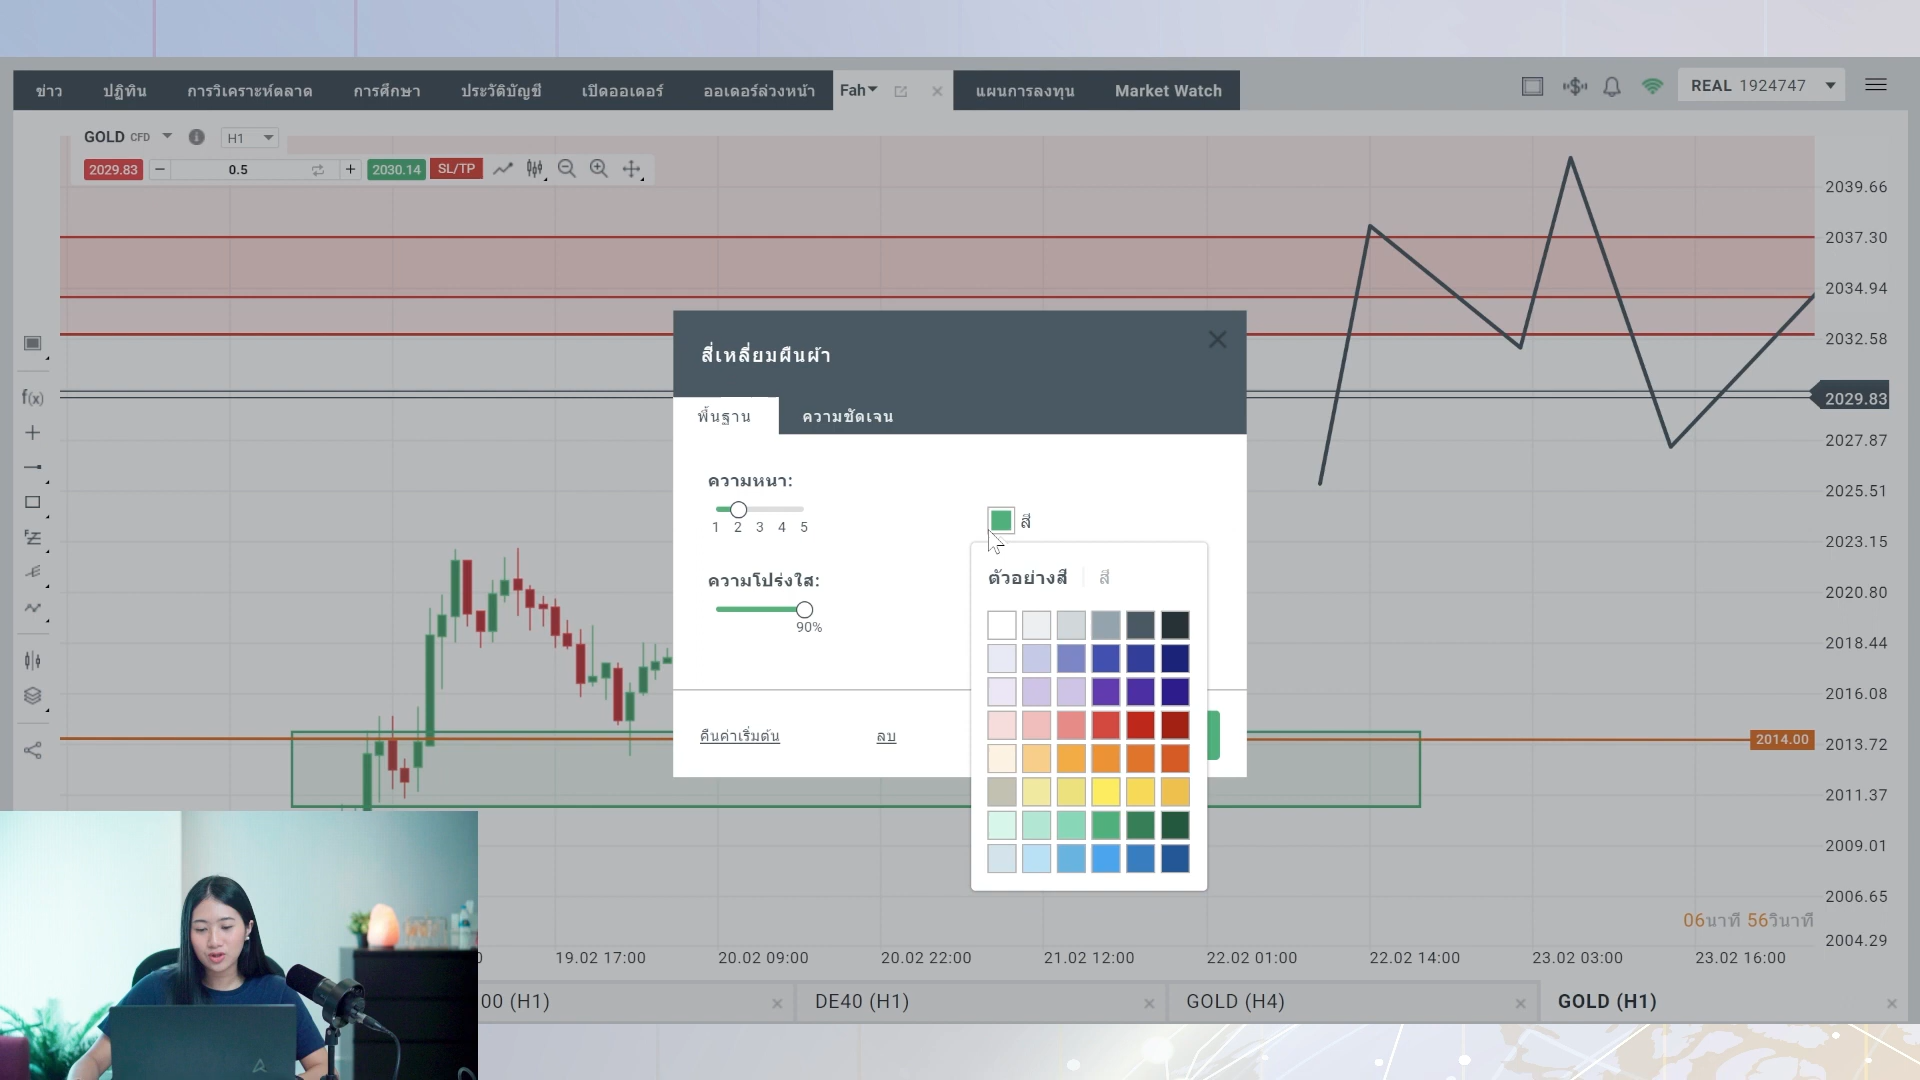 ข่าว ปฏิทิน การวิเคราะห์ตลาด การศึกษา ประวัติบัญชี เปิดออเดอร์ ออเดอร์ล่วงหน้า Fah แผนการลงทุน Market Watch REAL 1924747
GOLD CFD H1
2029.83 0.5 2030.14 SL/TP
2039.66
2037.30
2034.94
2032.58
2029.83
2027.87
2025.51
2023.15
2020.80
2018.44
2016.08
2014.00
2013.72
2011.37
2009.01
2006.65
2004.29
f(x)
สี่เหลี่ยมผืนผ้า
พื้นฐาน ความชัดเจน
ความหนา:
1 2 3 4 5
สี
ความโปร่งใส:
90%
ตัวอย่างสี สี
คืนค่าเริ่มต้น ลบ
06นาที 56วินาที
19.02 17:00 20.02 09:00 20.02 22:00 21.02 12:00 22.02 01:00 22.02 14:00 23.02 03:00 23.02 16:00
00 (H1) DE40 (H1) GOLD (H4) GOLD (H1)